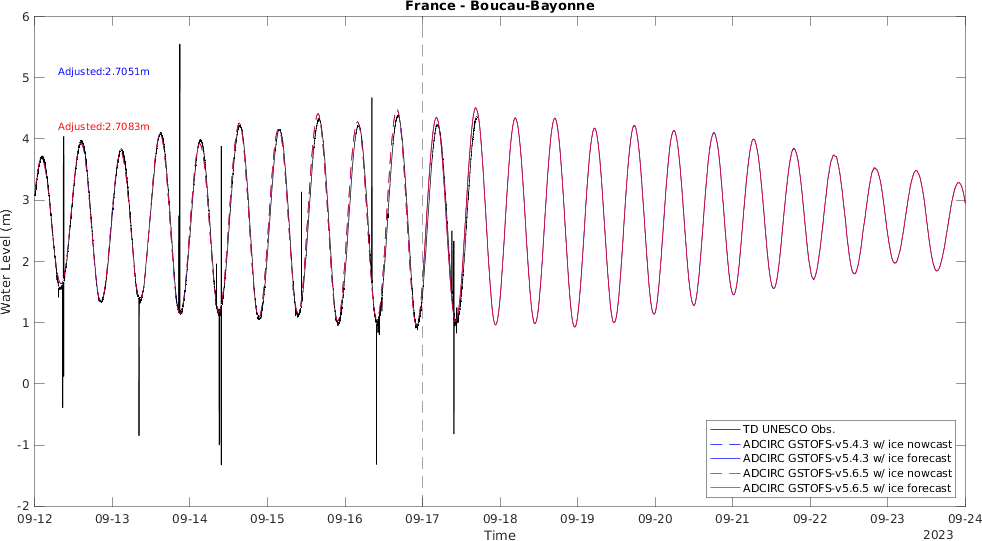 France - Boucau-Bayonne
6
5
4
3
2
1
0
-1
-2
Water Level (m)
Adjusted:2.7051m
Adjusted:2.7083m
TD UNESCO Obs.
ADCIRC GSTOFS-v5.4.3 w/ ice nowcast
ADCIRC GSTOFS-v5.4.3 w/ ice forecast
ADCIRC GSTOFS-v5.6.5 w/ ice nowcast
ADCIRC GSTOFS-v5.6.5 w/ ice forecast
09-12 09-13 09-14 09-15 09-16 09-17 09-18 09-19 09-20 09-21 09-22 09-23 09-24
Time
2023